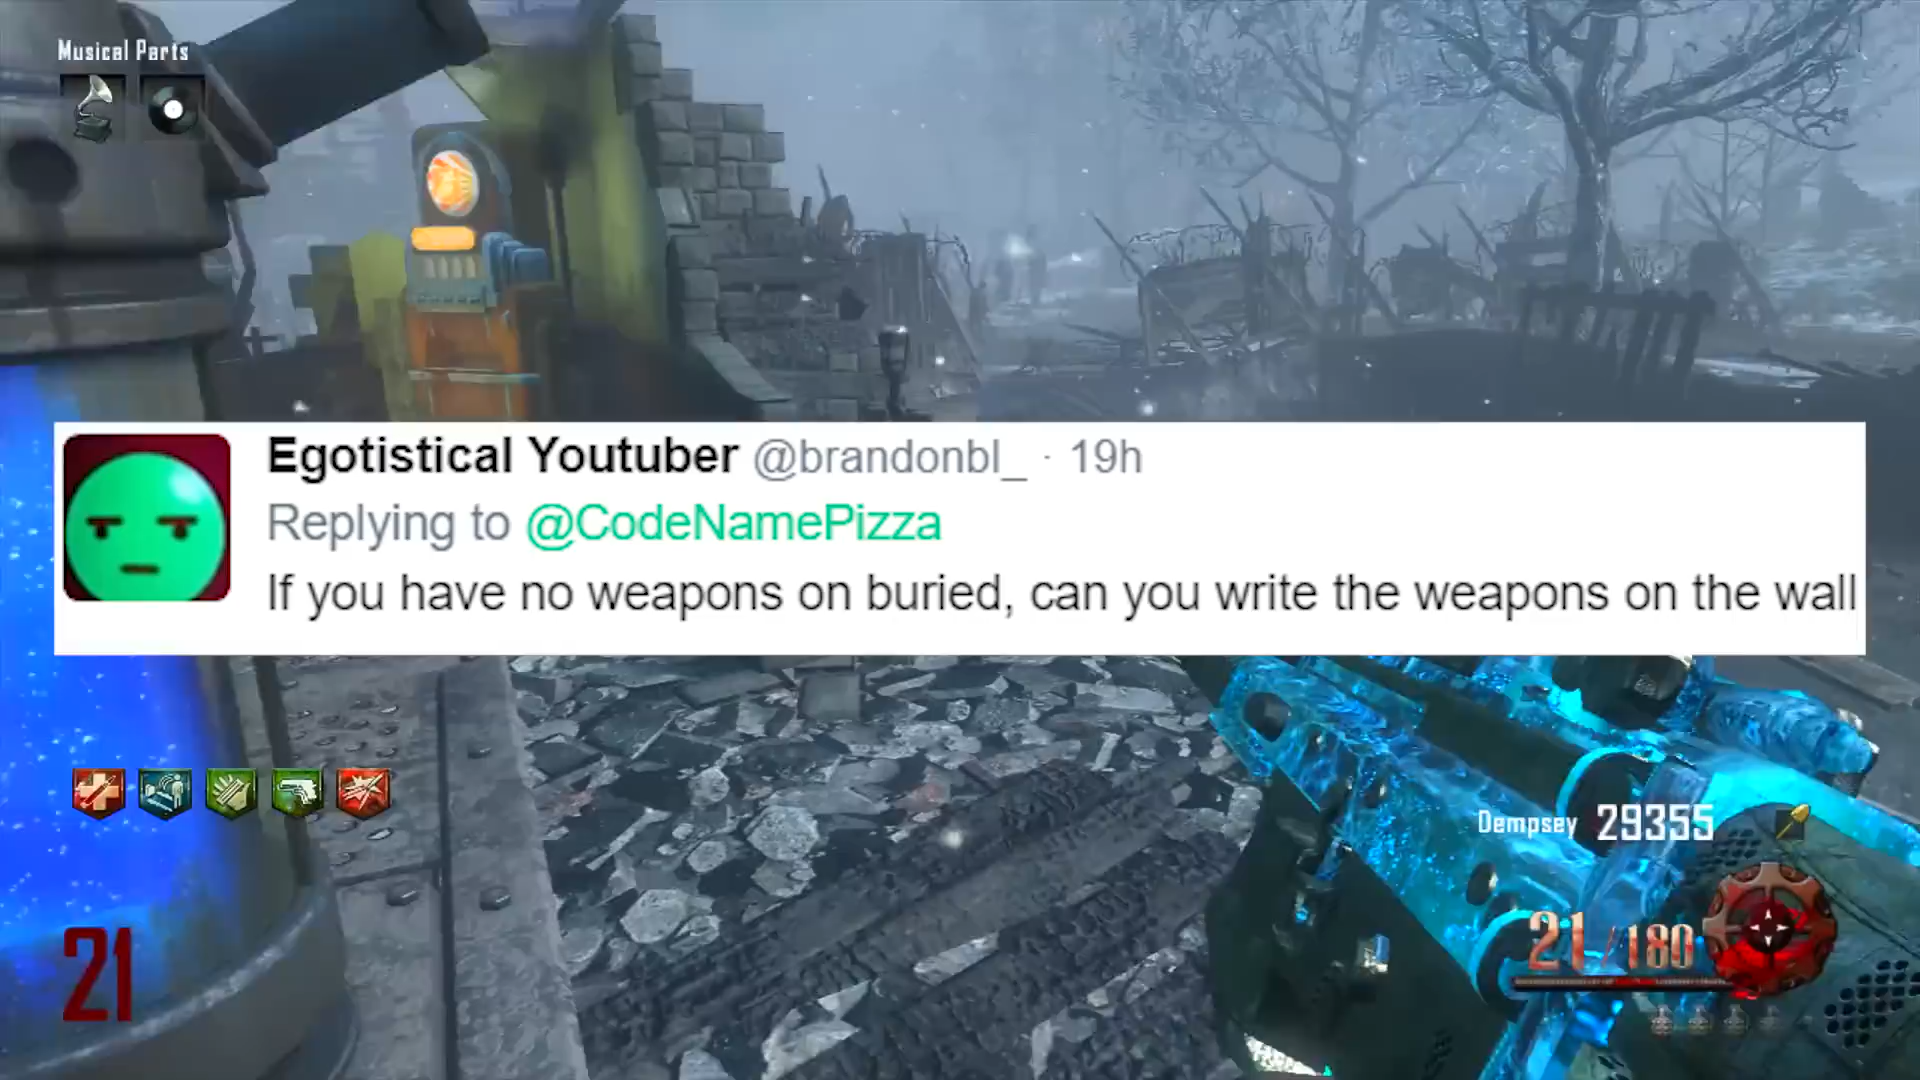 Musical Parts
Egotistical Youtuber @brandonbl_ · 19h
Replying to @CodeNamePizza
If you have no weapons on buried, can you write the weapons on the wall
Dempsey 29355
21
21/180